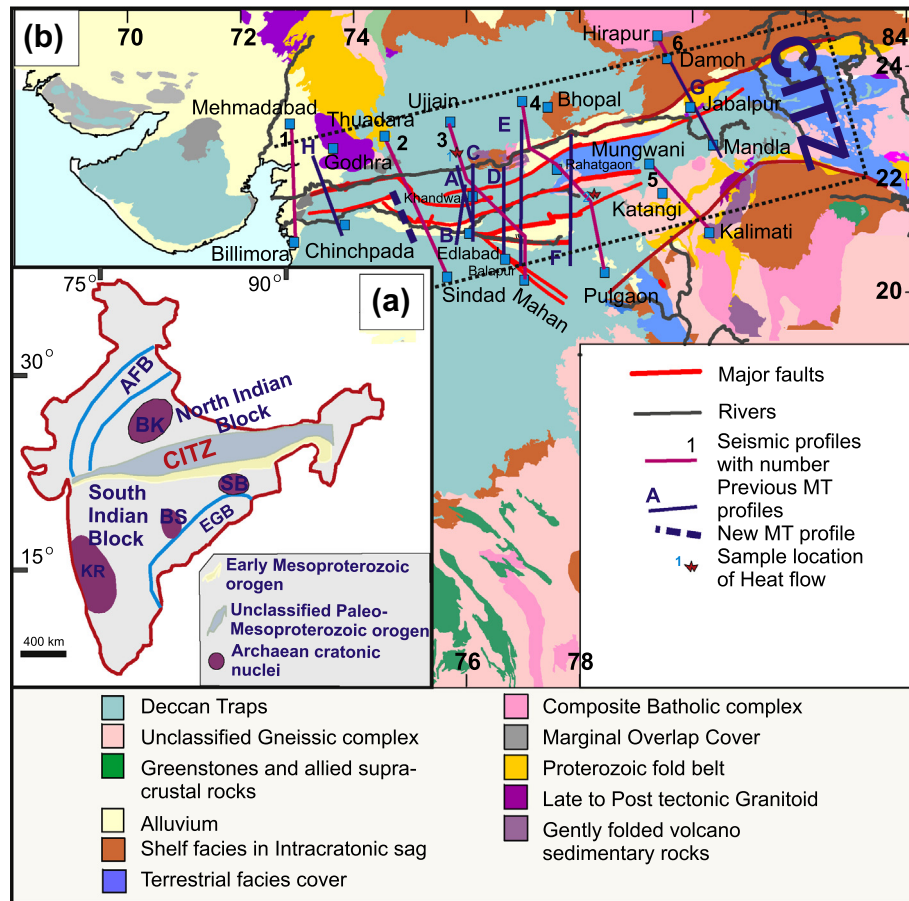 (b)
70
72
74
84
Hirapur
6
Damoh
24
CITZ
G
Jabalpur
Mehmadabad
Thuadara
Ujjain
4
Bhopal
1
2
3
E
H
Godhra
1
C
Mungwani
Mandla
A
D
Rahatgaon
22
Khandwa
2
5
Katangi
Billimora
Chinchpada
B
Edlabad
F
Kalimati
Balapur
Sindad
Mahan
Pulgaon
20
76
78
75°
90°
(a)
30°
AFB
BK
North Indian
Block
CITZ
South
Indian
Block
SB
BS
EGB
15°
KR
400 km
Early Mesoproterozoic
orogen
Unclassified Paleo-
Mesoproterozoic orogen
Archaean cratonic
nuclei
Major faults
Rivers
1
Seismic profiles
with number
A
Previous MT
profiles
New MT profile
1
Sample location
of Heat flow
Deccan Traps
Unclassified Gneissic complex
Greenstones and allied supra-
crustal rocks
Alluvium
Shelf facies in Intracratonic sag
Terrestrial facies cover
Composite Batholic complex
Marginal Overlap Cover
Proterozoic fold belt
Late to Post tectonic Granitoid
Gently folded volcano
sedimentary rocks